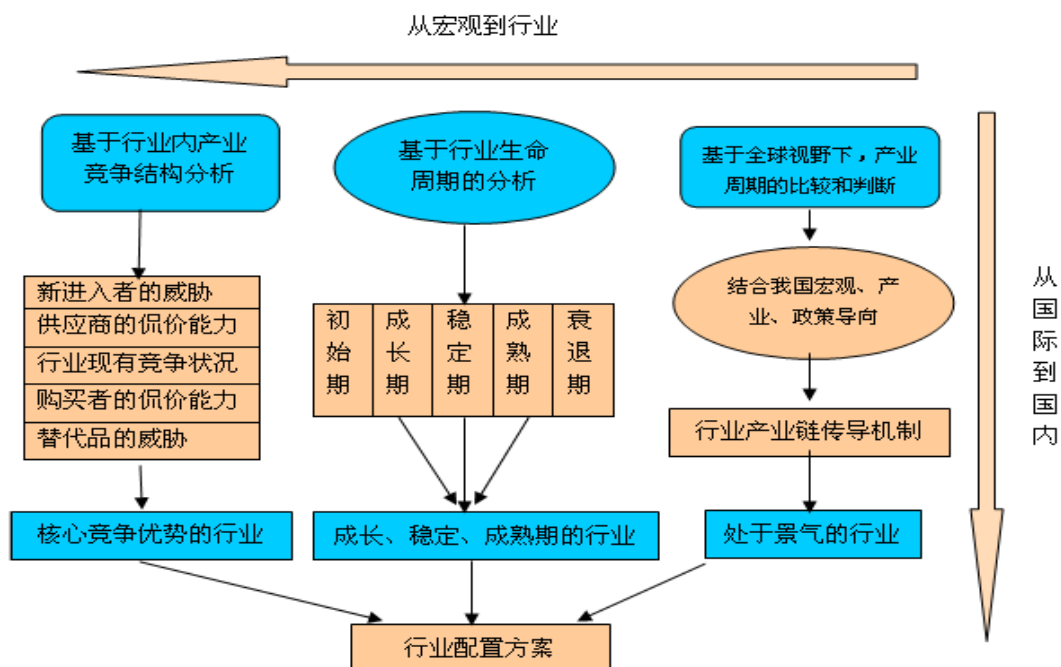 从宏观到行业
基于行业内产业
竞争结构分析
基于行业生命
周期的分析
基于全球视野下，产业
周期的比较和判断
新进入者的威胁
供应商的侃价能力
行业现有竞争状况
购买者的侃价能力
替代品的威胁
初始期
成长期
稳定期
成熟期
衰退期
结合我国宏观、产
业、政策导向
行业产业链传导机制
从国际到国内
核心竞争优势的行业
成长、稳定、成熟期的行业
处于景气的行业
行业配置方案